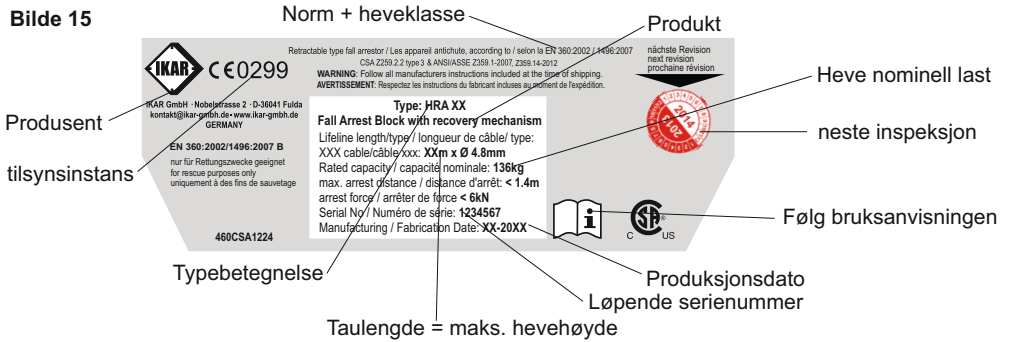 Bilde 15
Norm + heveklasse
Produkt
Retractable type fall arrestor / Les appareil antichute, according to / selon la EN 360:2002 / 1496:2007
CSA Z259.2.2 type 3 & ANSI/ASSE Z359.1-2007, Z359.14-2012
WARNING: Follow all manufacturers instructions included at the time of shipping.
AVERTISSEMENT: Respectez les instructions du fabricant incluses au moment de l'expédition.
nächste Revision
next revision
prochaine révision
IKAR
CE0299
Heve nominell last
IKAR GmbH · Nobelstrasse 2 · D-36041 Fulda
kontakt@ikar-gmbh.de • www.ikar-gmbh.de
GERMANY
Produsent
Type: HRA XX
Fall Arrest Block with recovery mechanism
Lifeline length/type / longueur de câble/ type:
XXX cable/câble xxx: XXm x Ø 4.8mm
Rated capacity / capacité nominale: 136kg
max. arrest distance / distance d'arrêt: < 1.4m
arrest force / arrêter de force < 6kN
Serial No / Numéro de série: 1234567
Manufacturing / Fabrication Date: XX-20XX
2014
2013
neste inspeksjon
EN 360:2002/1496:2007 B
nur für Rettungszwecke geeignet
for rescue purposes only
uniquement à des fins de sauvetage
tilsynsinstans
460CSA1224
i
CSA
®
C US
Følg bruksanvisningen
Typebetegnelse
Produksjonsdato
Løpende serienummer
Taulengde = maks. hevehøyde